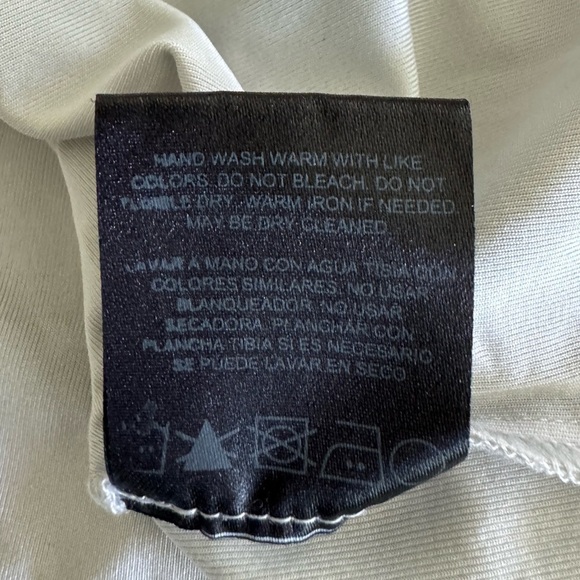 HAND WASH WARM WITH LIKE
COLORS. DO NOT BLEACH. DO NOT
TUMBLE DRY. WARM IRON IF NEEDED.
MAY BE DRY CLEANED.
LAVAR A MANO CON AGUA TIBIA CON
COLORES SIMILARES. NO USAR
BLANQUEADOR. NO USAR
SECADORA. PLANCHAR CON
PLANCHA TIBIA SI ES NECESARIO.
SE PUEDE LAVAR EN SECO